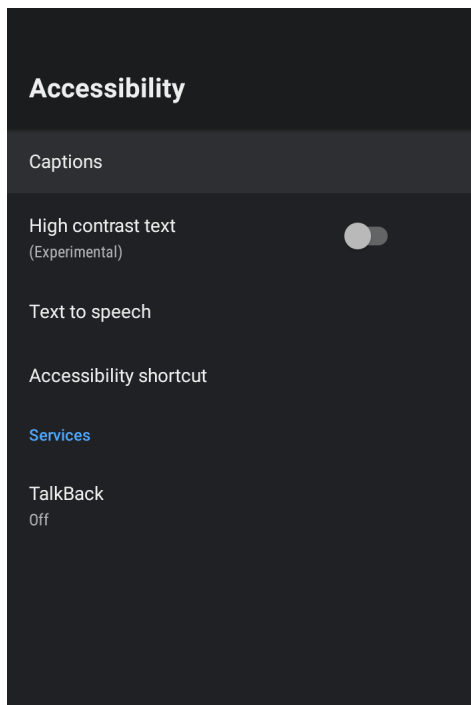 Accessibility
Captions
High contrast text
(Experimental)
Text to speech
Accessibility shortcut
Services
TalkBack
Off